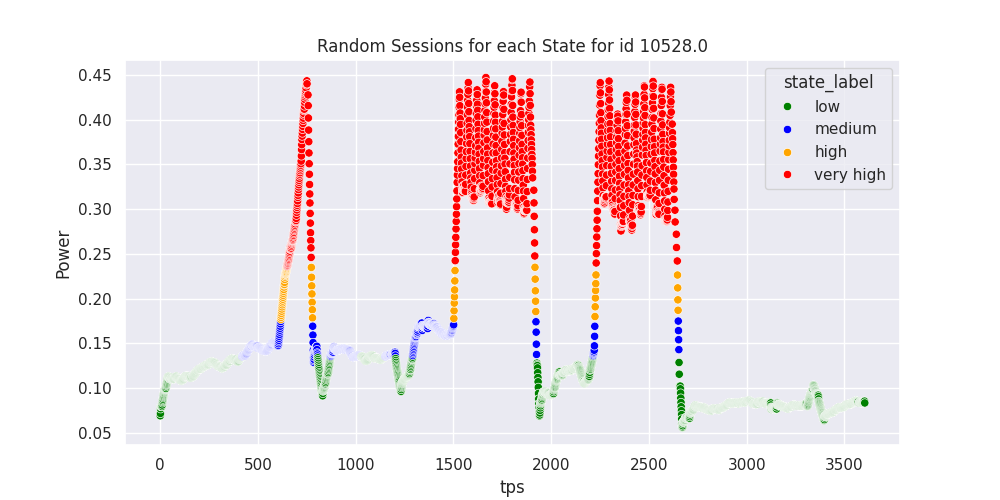 Random Sessions for each State for id 10528.0
state_label
low
medium
high
very high
Power
0.45
0.40
0.35
0.30
0.25
0.20
0.15
0.10
0.05
0 500 1000 1500 2000 2500 3000 3500
tps